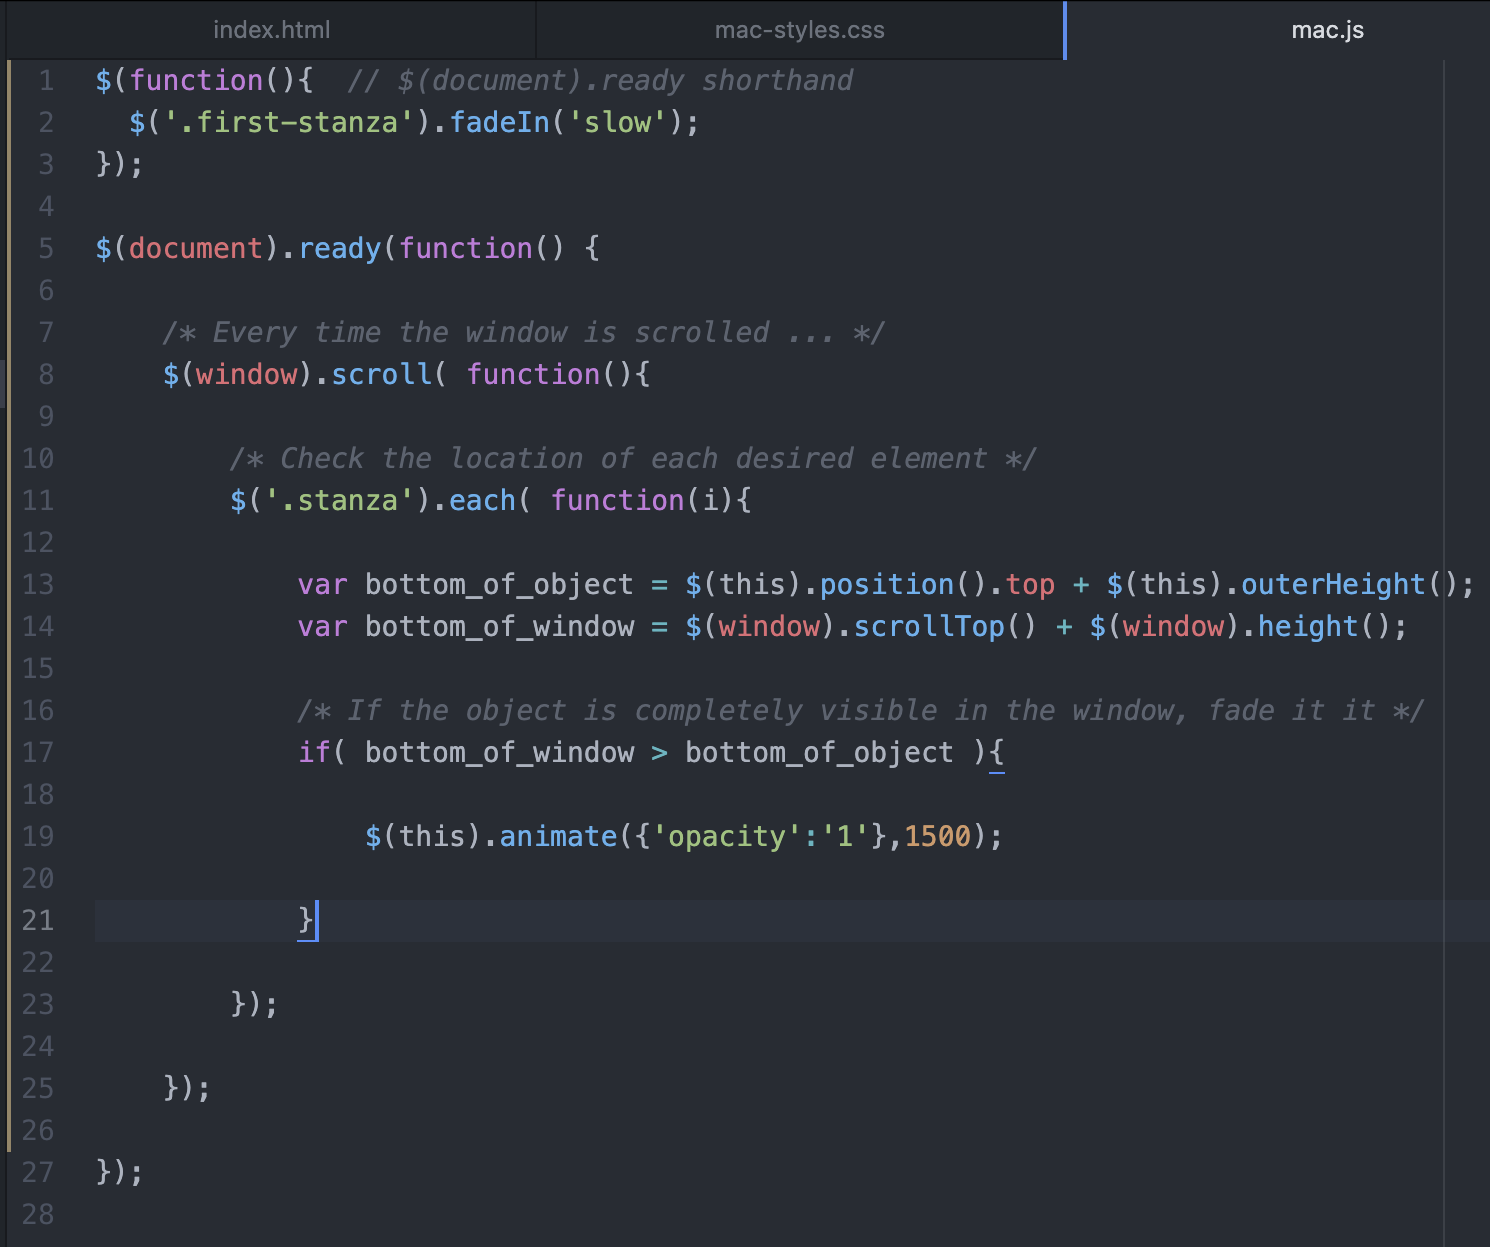 index.html mac-styles.css mac.js
1 $(function(){  // $(document).ready shorthand
2   $('.first-stanza').fadeIn('slow');
3 });
4
5 $(document).ready(function() {
6
7     /* Every time the window is scrolled ... */
8     $(window).scroll( function(){
9
10         /* Check the location of each desired element */
11         $('.stanza').each( function(i){
12
13             var bottom_of_object = $(this).position().top + $(this).outerHeight();
14             var bottom_of_window = $(window).scrollTop() + $(window).height();
15
16             /* If the object is completely visible in the window, fade it it */
17             if( bottom_of_window > bottom_of_object ){
18
19                 $(this).animate({'opacity':'1'},1500);
20
21             }
22
23         });
24
25     });
26
27 });
28